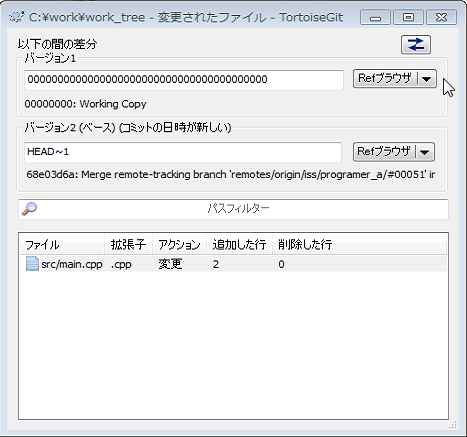 C:¥work¥work_tree - 変更されたファイル - TortoiseGit
以下の間の差分
バージョン1
0000000000000000000000000000000000000000
Refブラウザ
00000000: Working Copy
バージョン2 (ベース) (コミットの日時が新しい)
HEAD~1
Refブラウザ
68e03d6a: Merge remote-tracking branch 'remotes/origin/iss/programer_a/#00051' ir
パスフィルター
ファイル 拡張子 アクション 追加した行 削除した行
src/main.cpp .cpp 変更 2 0